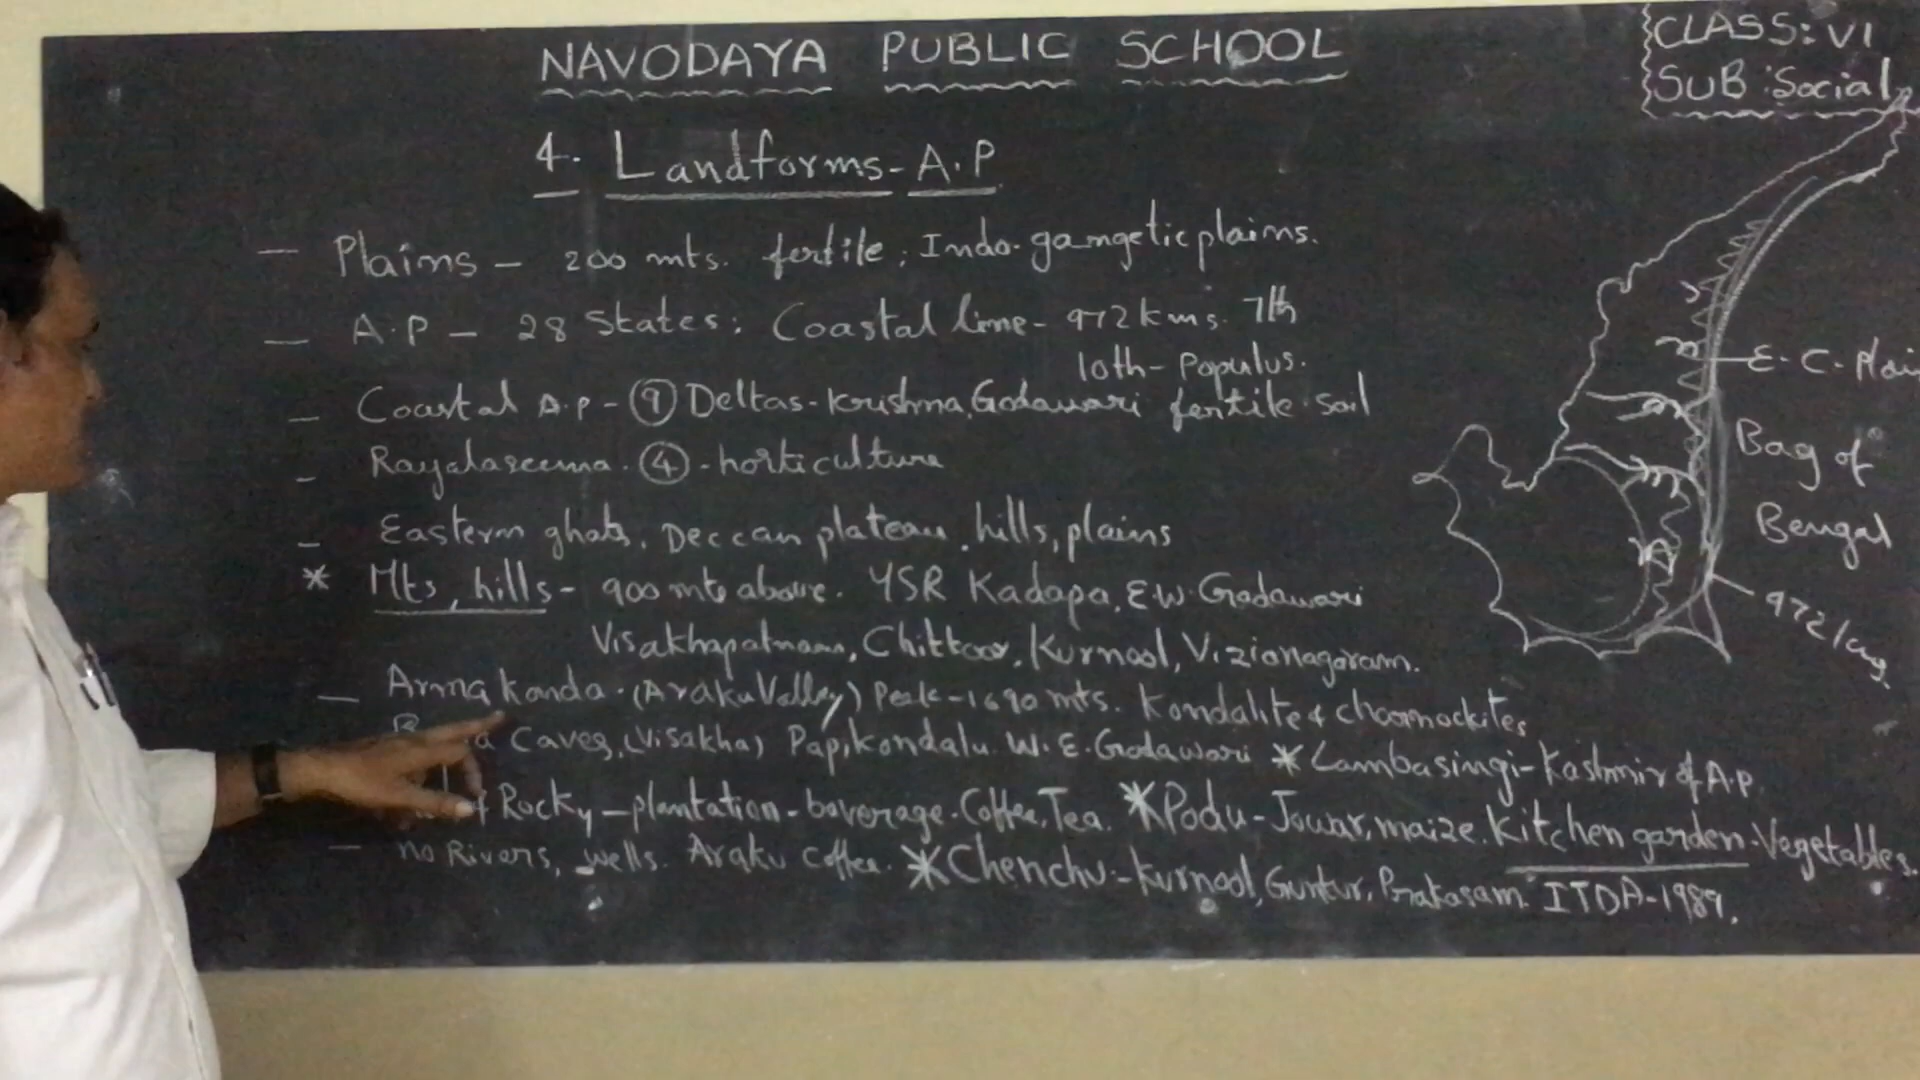 NAVODAYA PUBLIC SCHOOL
CLASS: VI
SUB: Social
4. Landforms - A.P
— Plains — 200 mts. fertile; Indo-gangetic plains.
— A.P — 28 States: Coastal line - 972 kms. 7th
10th - Populus.
— Coastal A.P - 9 Deltas - Krishna, Godavari fertile soil
- Rayalaseema. 4 - horticulture
- Eastern ghats, Deccan plateau, hills, plains
* Mts, hills - 900 mts above. YSR Kadapa, E.W. Godawari
Visakhapatnam, Chittoor, Kurnool, Vizionagaram.
— Arma Konda. (Araku Valley) Peak - 1690 mts. Kondalite & charnockites
Caves, (Visakha) Papikondalu. W.E. Godawari * Lambasingi - Kashmir of A.P.
Rocky - plantation - baverage. Coffee, Tea. * Podu - Jowar, maize. Kitchen garden - Vegetables.
— no Rivers, wells. Araku coffee. * Chenchu - Kurnool, Guntur, Prakasam. ITDA - 1989.
E. C. Plai
Bay of
Bengal
972 kms